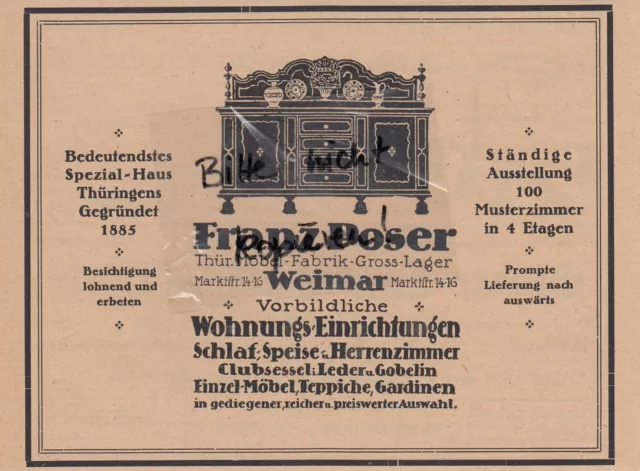 Bedeutendstes
Spezial-Haus
Thüringens
Gegründet
1885
Besichtigung
lohnend und
erbeten
Bitte nicht
Kopieren!
Franz Poser
Thür. Möbel-Fabrik-Gross-Lager
Marktstr. 14-16 Weimar Marktstr. 14-16
Vorbildliche
Wohnungs-Einrichtungen
Schlaf-, Speise- u. Herrenzimmer
Clubsessel i. Leder u. Gobelin
Einzel-Möbel, Teppiche, Gardinen
in gediegener, reicher u. preiswerter Auswahl.
Ständige
Ausstellung
100
Musterzimmer
in 4 Etagen
Prompte
Lieferung nach
auswärts